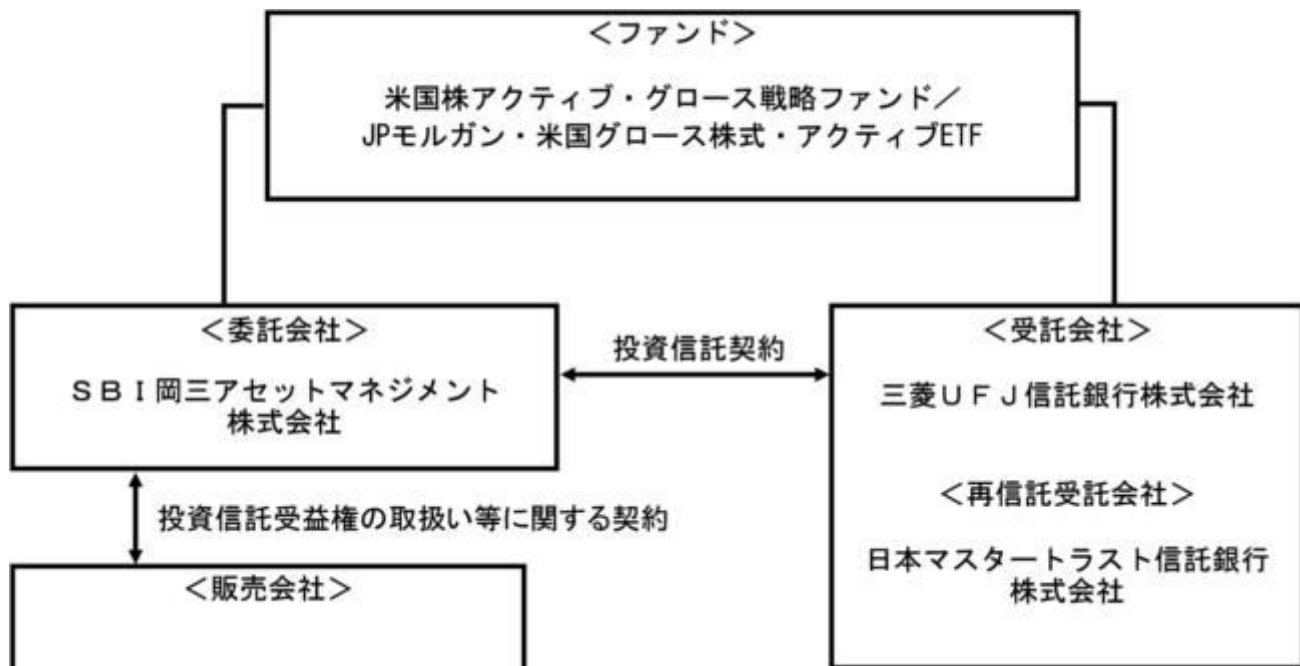 ＜ファンド＞
米国株アクティブ・グロース戦略ファンド／
JPモルガン・米国グロース株式・アクティブETF
＜委託会社＞
ＳＢＩ岡三アセットマネジメント
株式会社
投資信託契約
＜受託会社＞
三菱ＵＦＪ信託銀行株式会社
＜再信託受託会社＞
日本マスタートラスト信託銀行
株式会社
投資信託受益権の取扱い等に関する契約
＜販売会社＞